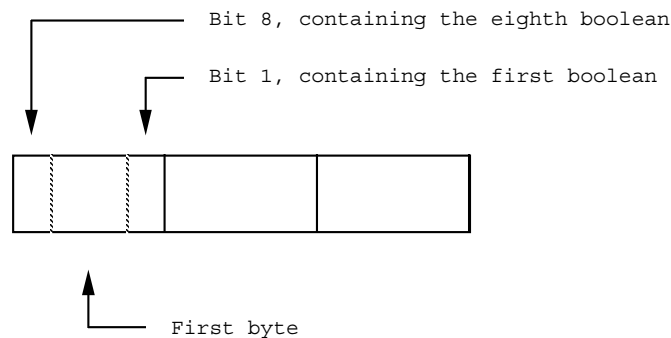 Bit 8, containing the eighth boolean
Bit 1, containing the first boolean
First byte